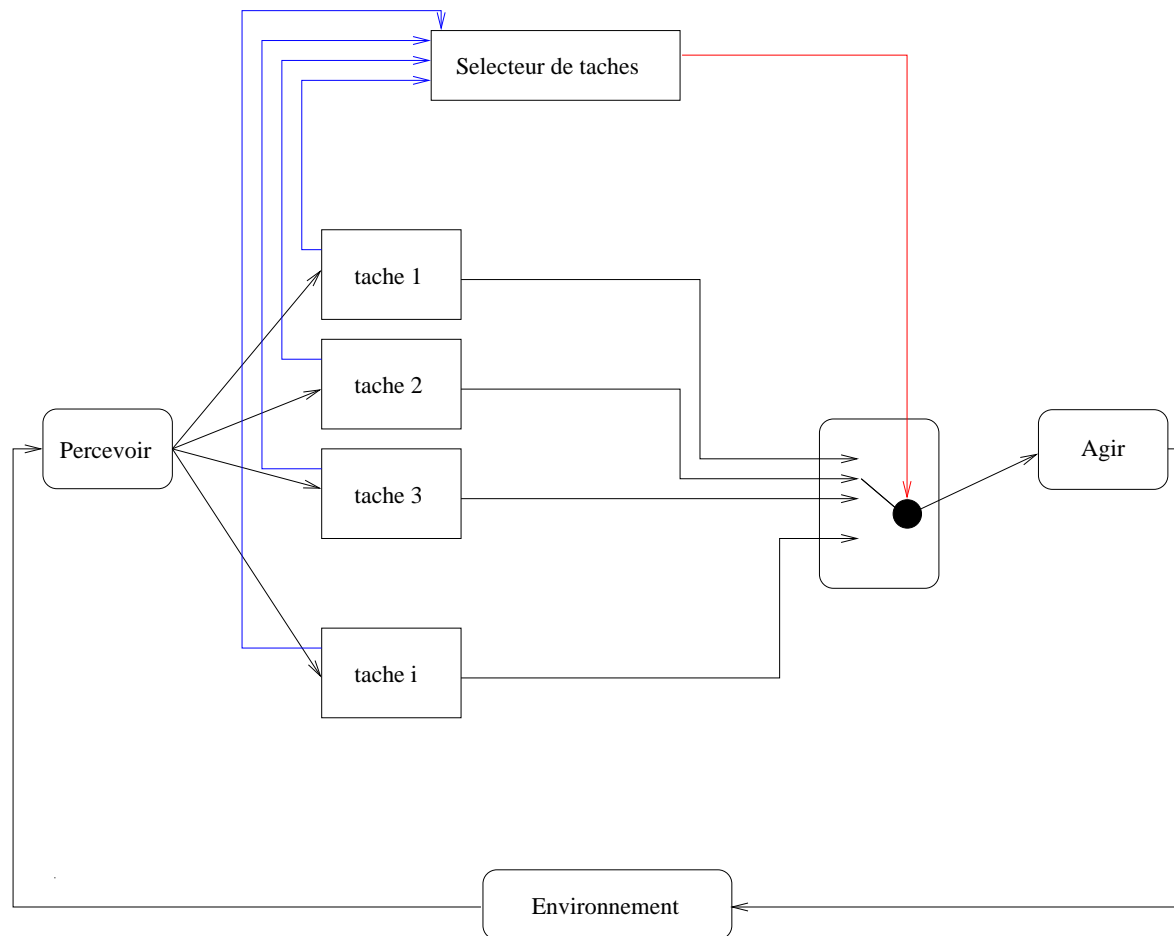 Selecteur de taches
tache 1
tache 2
Percevoir
Agir
tache 3
tache i
Environnement